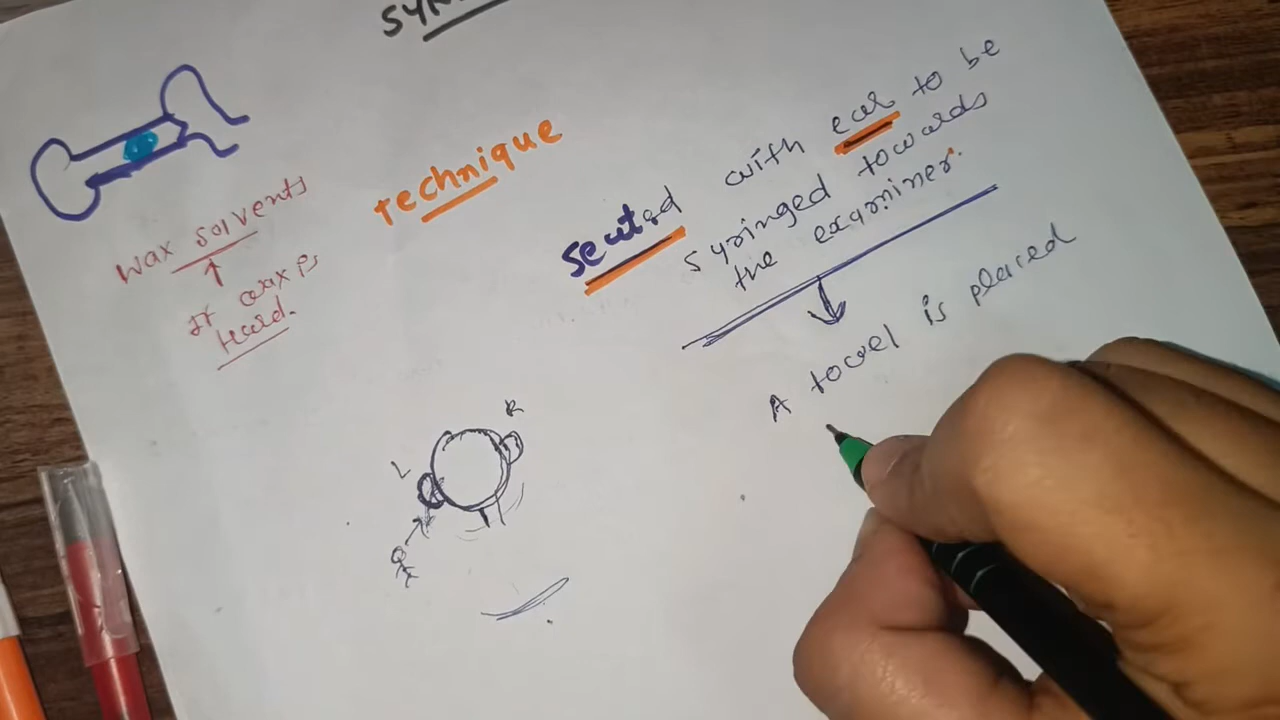 SYR
technique
seated with ear to be
syringed towards
the examiner.
wax solvents
If wax is
Hard.
A towel is placed
L
R